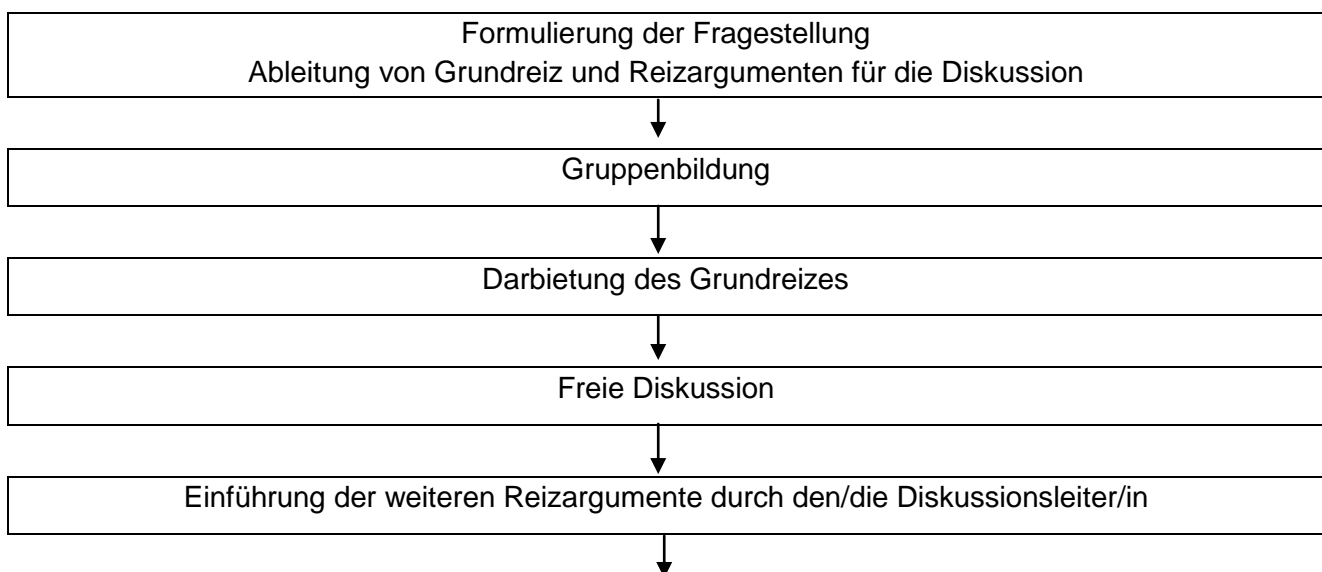 Formulierung der Fragestellung
Ableitung von Grundreiz und Reizargumenten für die Diskussion
Gruppenbildung
Darbietung des Grundreizes
Freie Diskussion
Einführung der weiteren Reizargumente durch den/die Diskussionsleiter/in